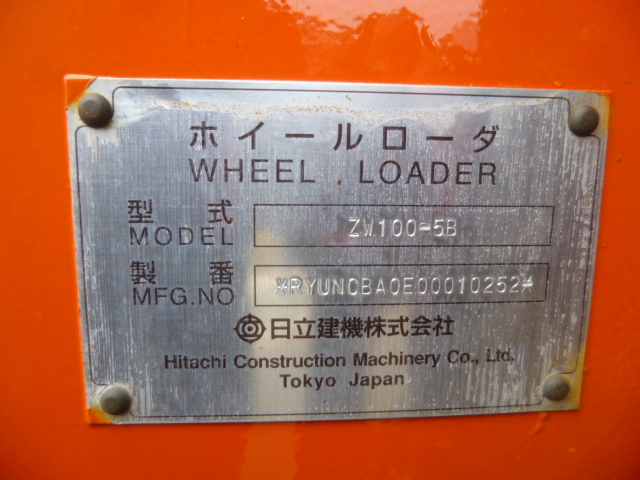 ホイールローダ
WHEEL LOADER
型式 ZW100-5B
MODEL
製番 *RYUNCBA0E00010252*
MFG.NO
日立建機株式会社
Hitachi Construction Machinery Co., Ltd.
Tokyo Japan